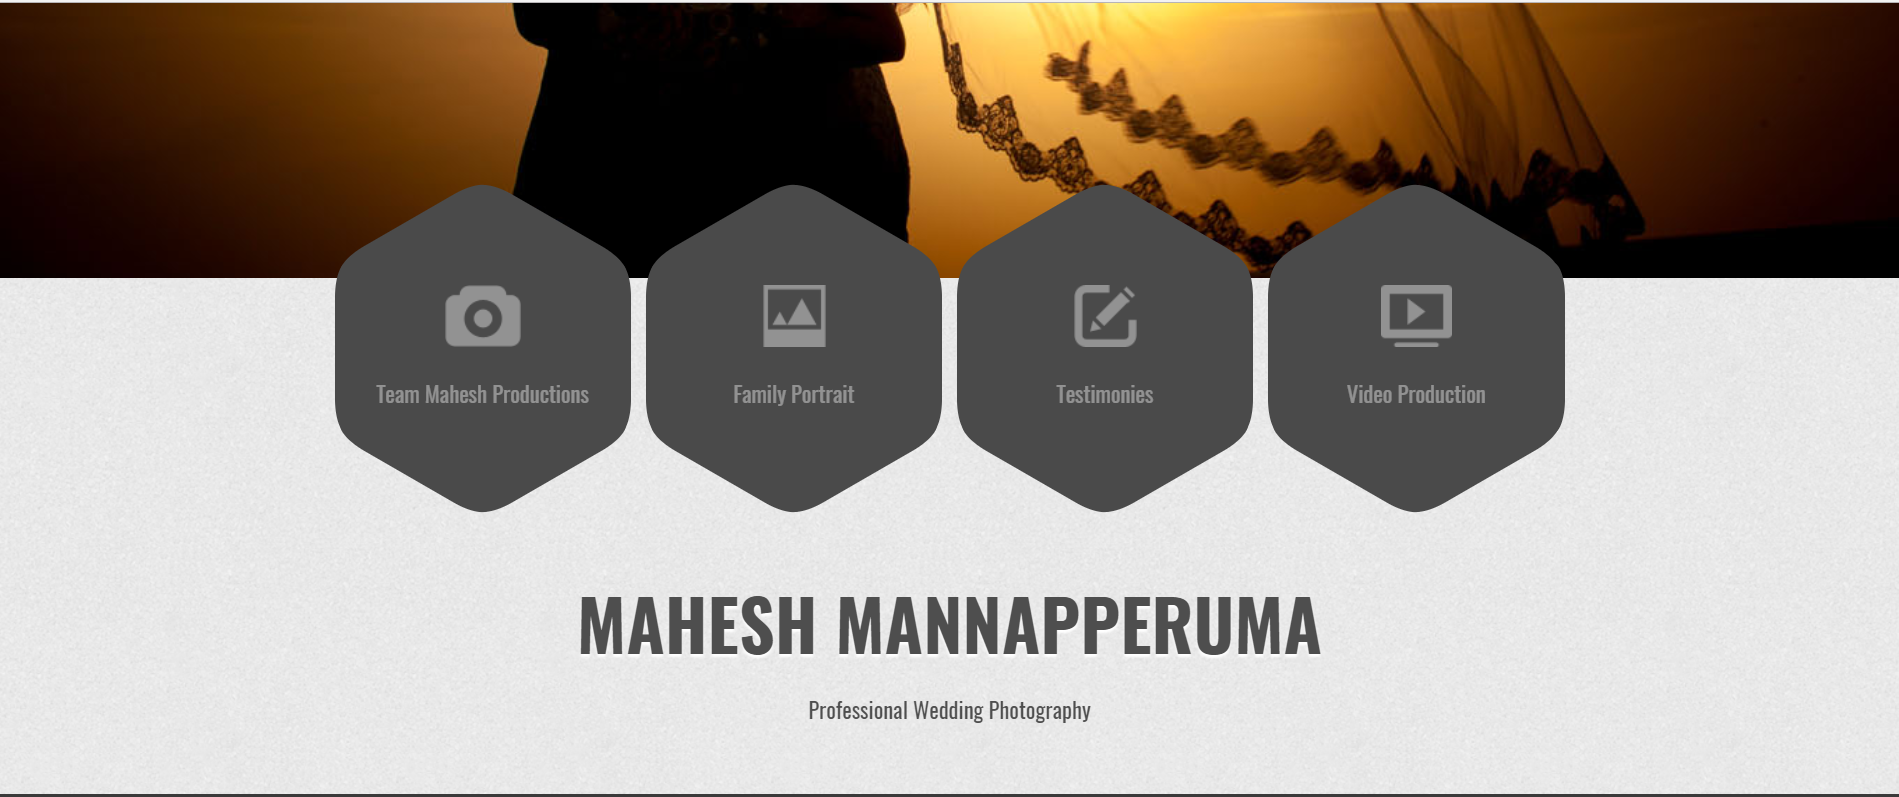 Team Mahesh Productions
Family Portrait
Testimonies
Video Production
MAHESH MANNAPPERUMA
Professional Wedding Photography